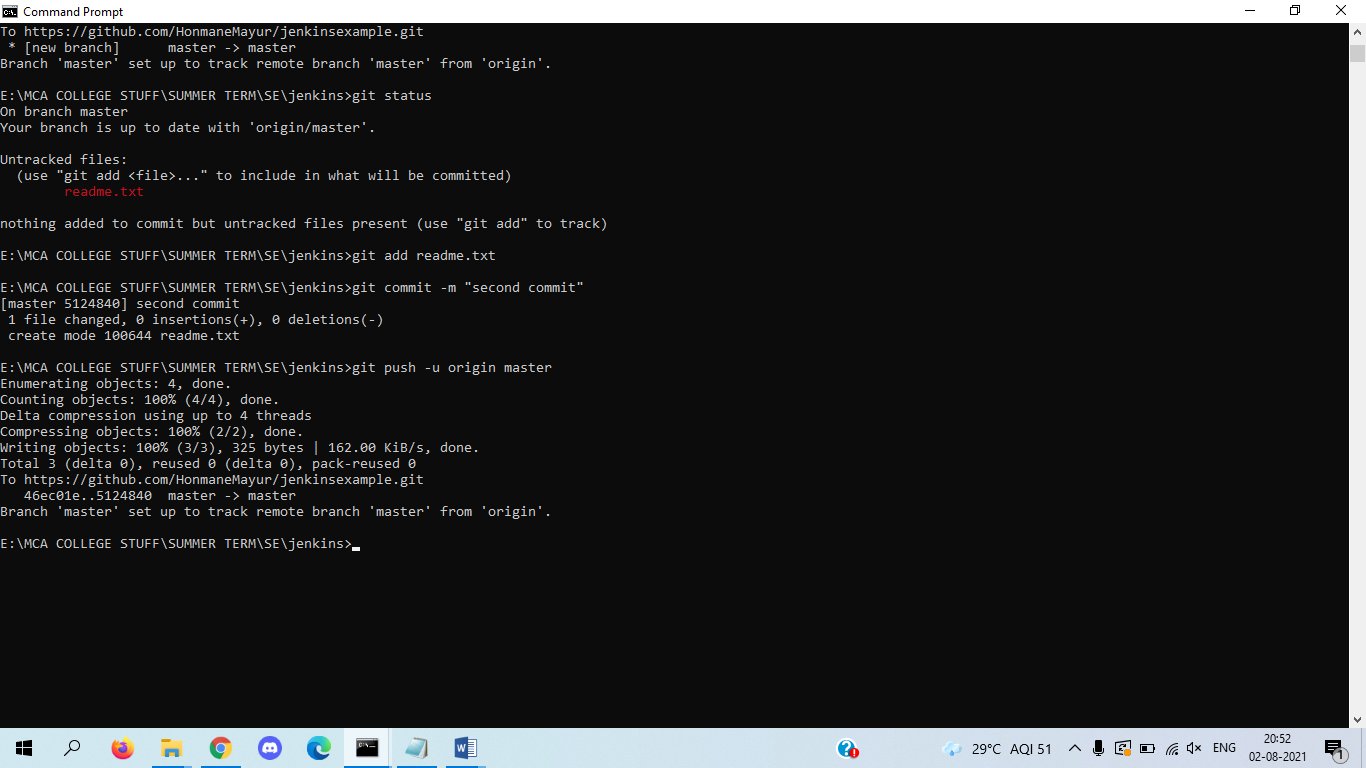 Command Prompt
To https://github.com/HonmaneMayur/jenkinsexample.git
 * [new branch]      master -> master
Branch 'master' set up to track remote branch 'master' from 'origin'.
E:\MCA COLLEGE STUFF\SUMMER TERM\SE\jenkins>git status
On branch master
Your branch is up to date with 'origin/master'.
Untracked files:
  (use "git add <file>..." to include in what will be committed)
        readme.txt
nothing added to commit but untracked files present (use "git add" to track)
E:\MCA COLLEGE STUFF\SUMMER TERM\SE\jenkins>git add readme.txt
E:\MCA COLLEGE STUFF\SUMMER TERM\SE\jenkins>git commit -m "second commit"
[master 5124840] second commit
 1 file changed, 0 insertions(+), 0 deletions(-)
 create mode 100644 readme.txt
E:\MCA COLLEGE STUFF\SUMMER TERM\SE\jenkins>git push -u origin master
Enumerating objects: 4, done.
Counting objects: 100% (4/4), done.
Delta compression using up to 4 threads
Compressing objects: 100% (2/2), done.
Writing objects: 100% (3/3), 325 bytes | 162.00 KiB/s, done.
Total 3 (delta 0), reused 0 (delta 0), pack-reused 0
To https://github.com/HonmaneMayur/jenkinsexample.git
   46ec01e..5124840  master -> master
Branch 'master' set up to track remote branch 'master' from 'origin'.
E:\MCA COLLEGE STUFF\SUMMER TERM\SE\jenkins>
29°C AQI 51
ENG
20:52
02-08-2021
1